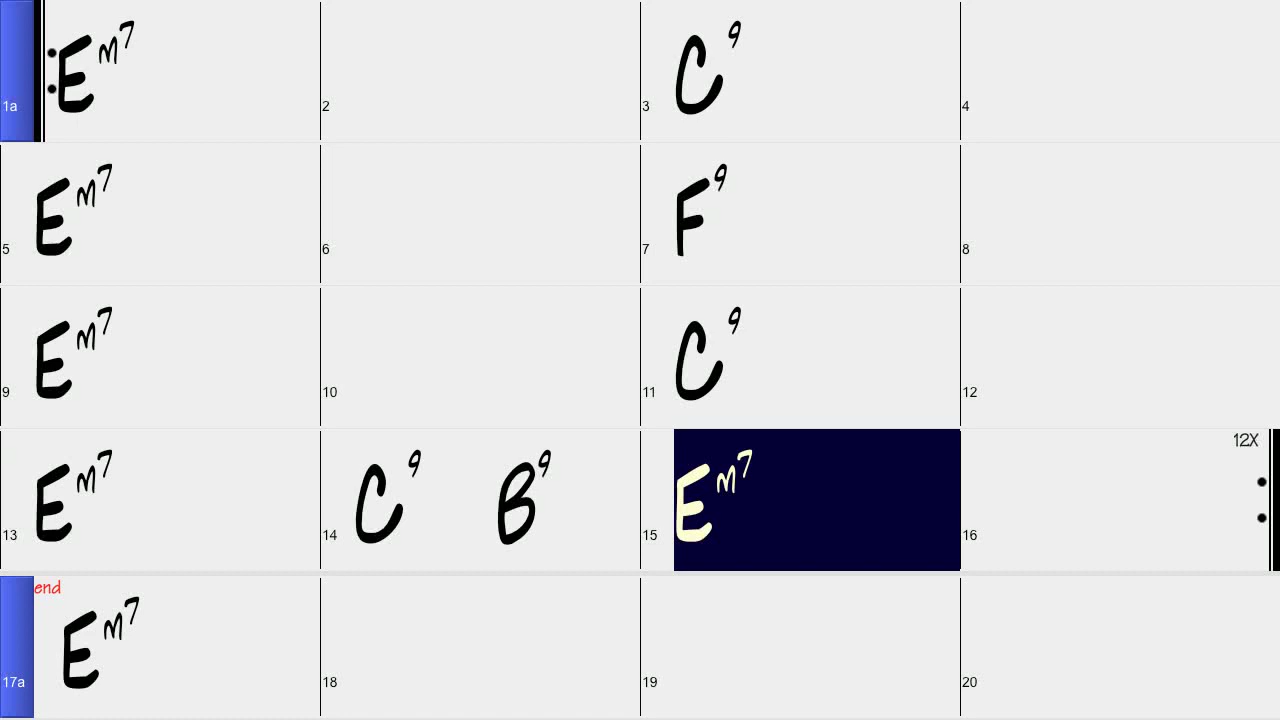 1a Em7 2 3 C9 4
5 Em7 6 7 F9 8
9 Em7 10 11 C9 12
13 Em7 14 C9 B9 15 Em7 16 12X
end
17a Em7 18 19 20